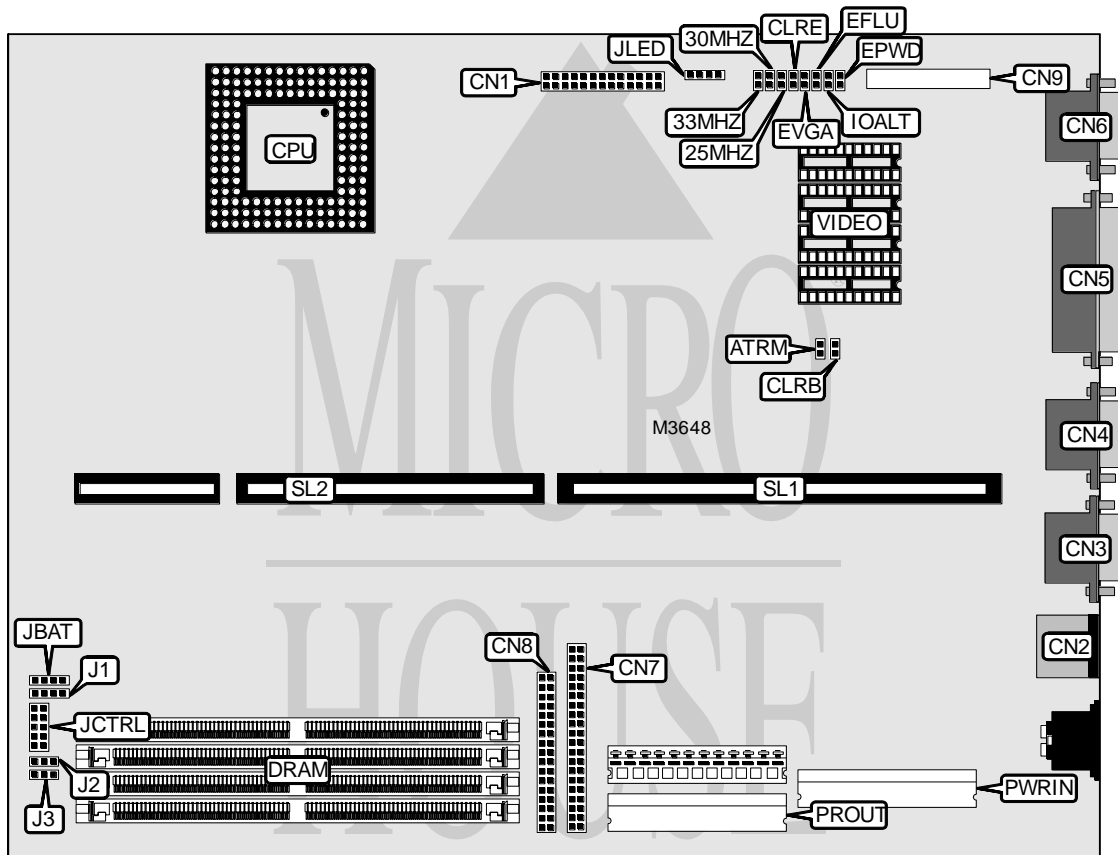 CLRE
EFLU
30MHZ
JLED
EPWD
CN1
CN9
33MHZ
IOALT
CN6
EVGA
25MHZ
CPU
VIDEO
CN5
MICRO
ATRM
CLRB
M3648
CN4
SL2
SL1
CN3
HOUSE
JBAT
CN8
CN2
J1
CN7
JCTRL
DRAM
J2
PWRIN
J3
PROUT